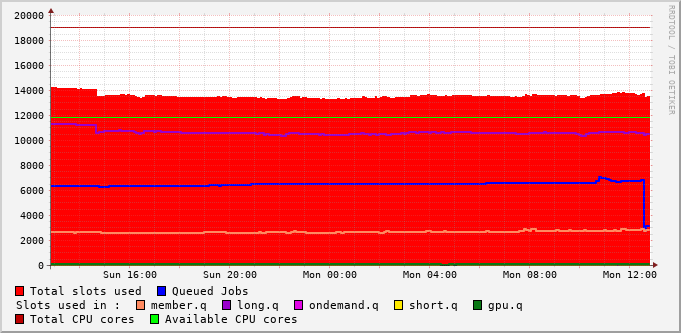 20000
18000
16000
14000
12000
10000
8000
6000
4000
2000
0
Sun 16:00 Sun 20:00 Mon 00:00 Mon 04:00 Mon 08:00 Mon 12:00
RRDTOOL / TOBI OETIKER
Total slots used Queued Jobs
Slots used in : member.q long.q ondemand.q short.q gpu.q
Total CPU cores Available CPU cores